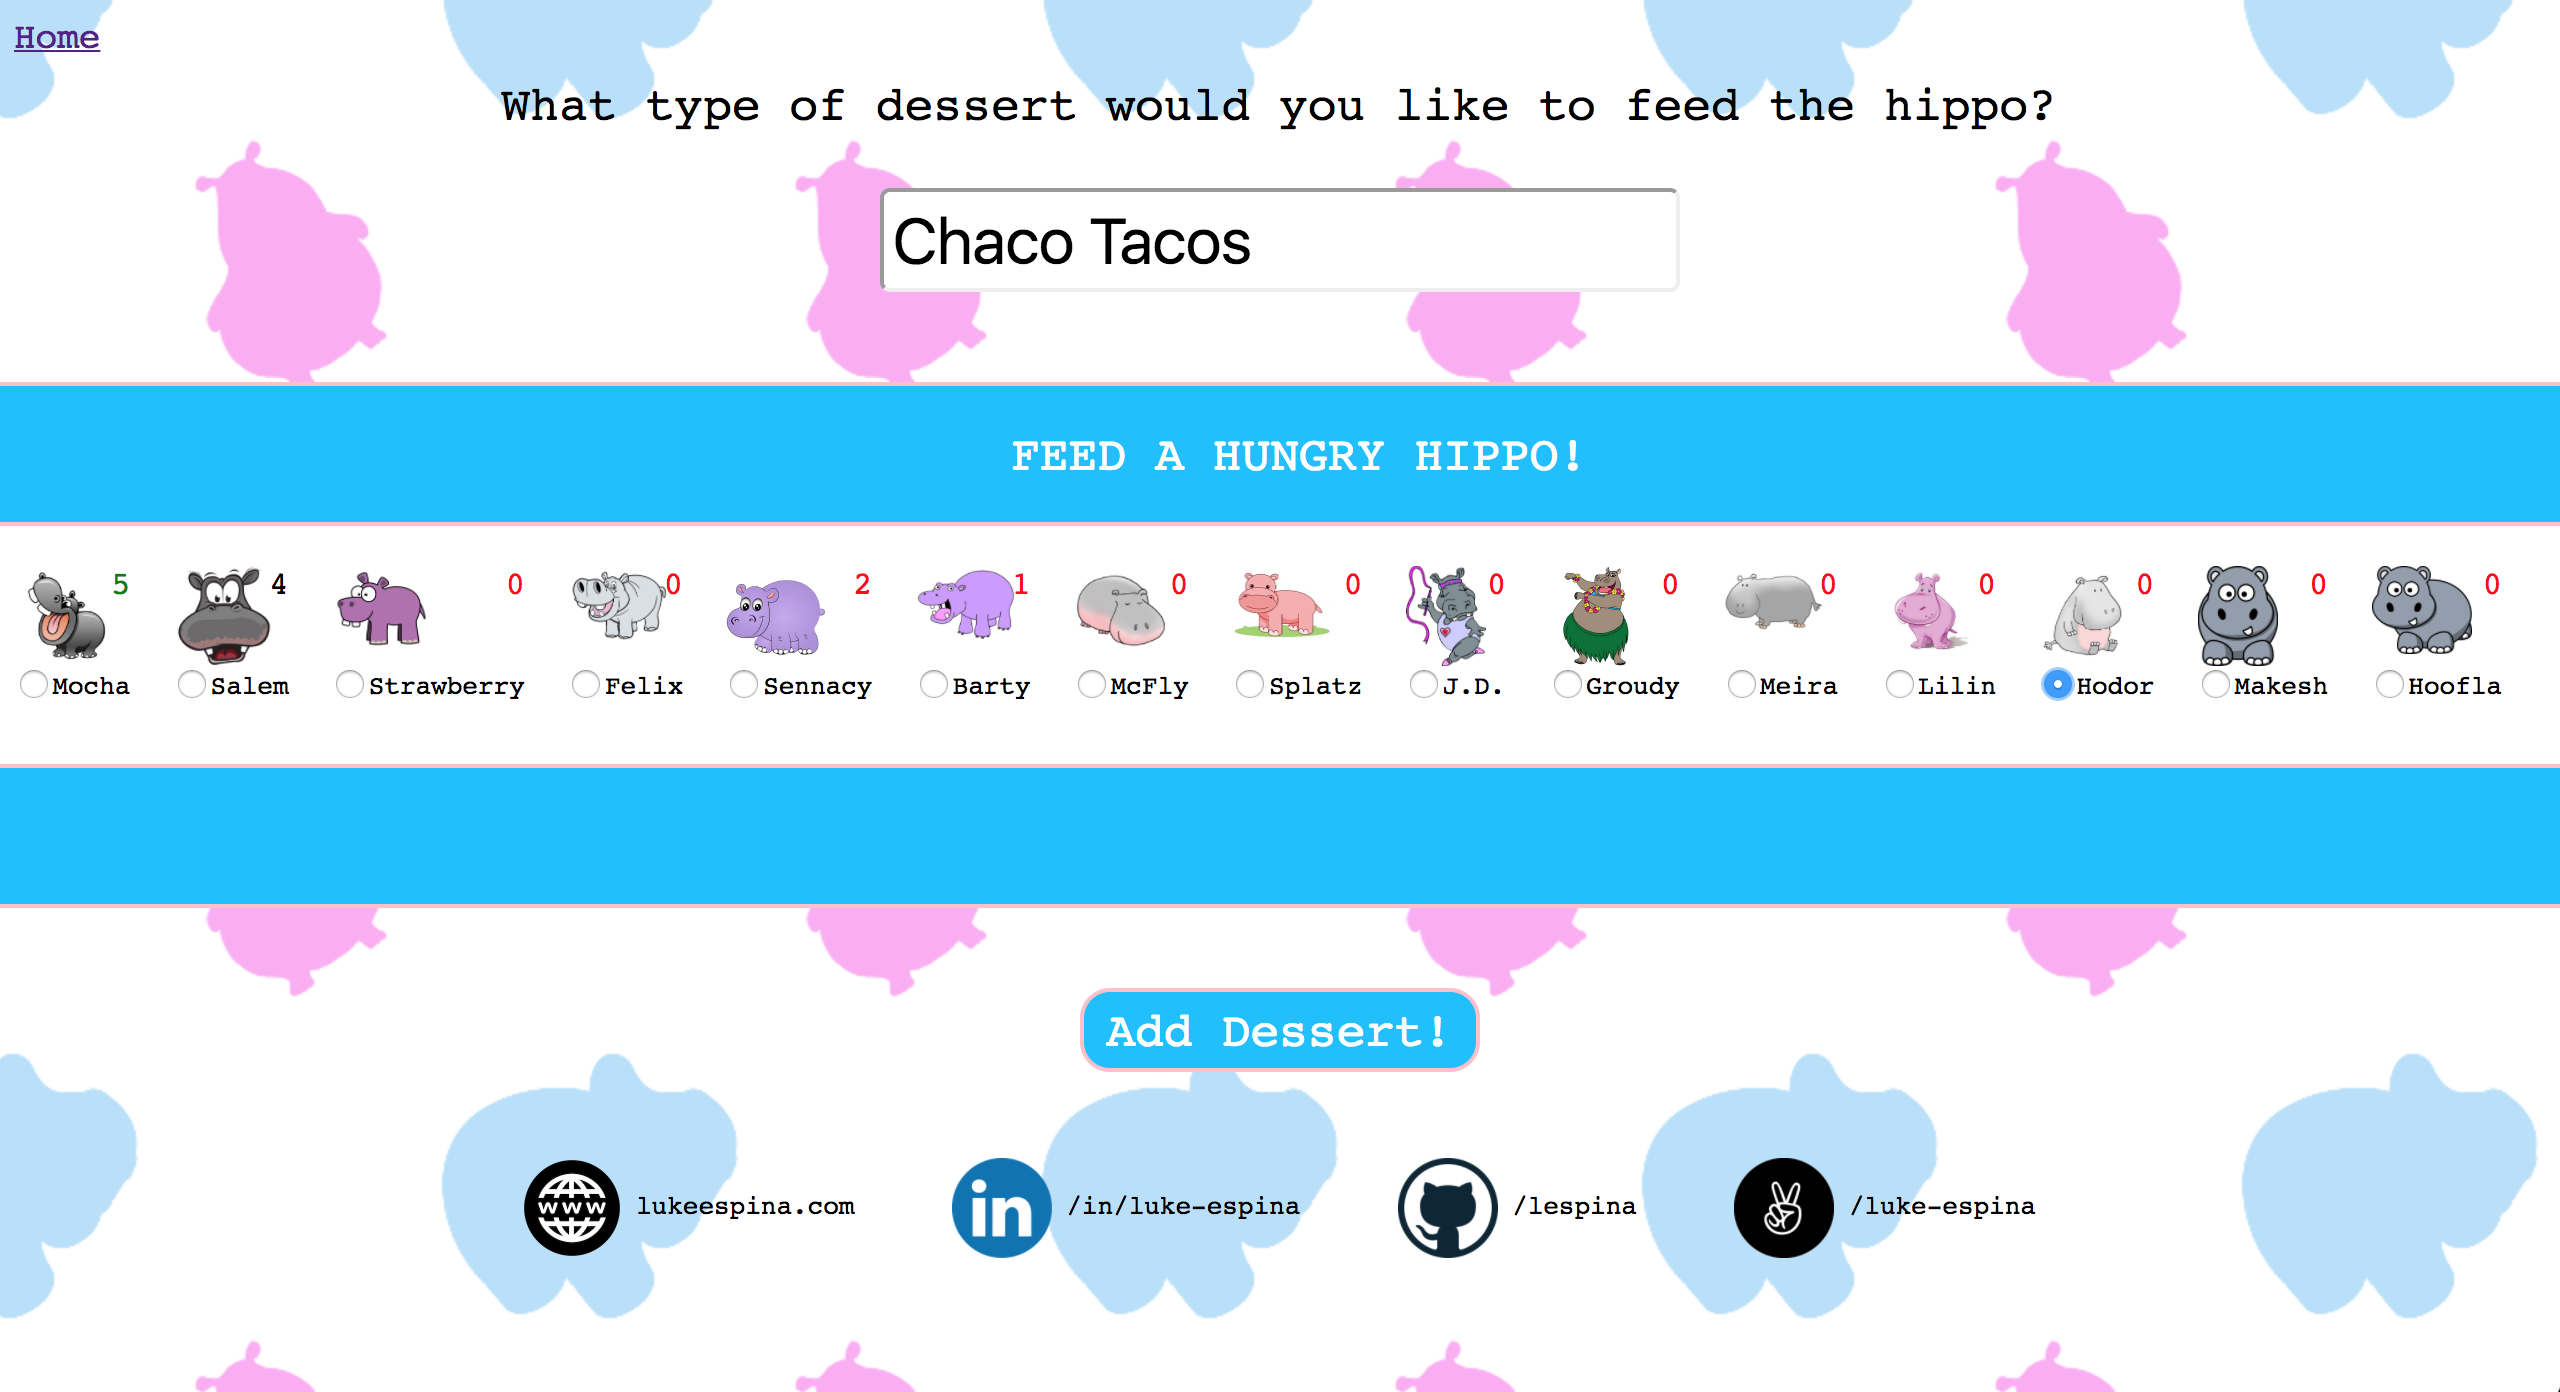 Home
What type of dessert would you like to feed the hippo?
Chaco Tacos
FEED A HUNGRY HIPPO!
5 4 0 0 2 1 0 0 0 0 0 0 0 0 0
Mocha Salem Strawberry Felix Sennacy Barty McFly Splatz J.D. Groudy Meira Lilin Hodor Makesh Hoofla
Add Dessert!
www lukeespina.com in /in/luke-espina /lespina /luke-espina